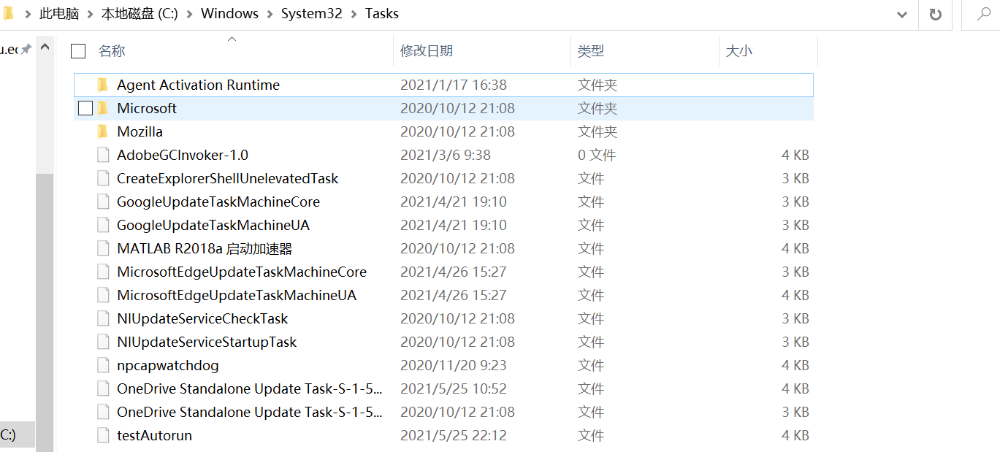 此电脑 本地磁盘 (C:) Windows System32 Tasks
名称 修改日期 类型 大小
Agent Activation Runtime 2021/1/17 16:38 文件夹
Microsoft 2020/10/12 21:08 文件夹
Mozilla 2020/10/12 21:08 文件夹
AdobeGCInvoker-1.0 2021/3/6 9:38 0 文件 4 KB
CreateExplorerShellUnelevatedTask 2020/10/12 21:08 文件 3 KB
GoogleUpdateTaskMachineCore 2021/4/21 19:10 文件 3 KB
GoogleUpdateTaskMachineUA 2021/4/21 19:10 文件 3 KB
MATLAB R2018a 启动加速器 2020/10/12 21:08 文件 4 KB
MicrosoftEdgeUpdateTaskMachineCore 2021/4/26 15:27 文件 3 KB
MicrosoftEdgeUpdateTaskMachineUA 2021/4/26 15:27 文件 4 KB
NIUpdateServiceCheckTask 2020/10/12 21:08 文件 3 KB
NIUpdateServiceStartupTask 2020/10/12 21:08 文件 3 KB
npcapwatchdog 2020/11/20 9:23 文件 4 KB
OneDrive Standalone Update Task-S-1-5... 2021/5/25 10:52 文件 4 KB
OneDrive Standalone Update Task-S-1-5... 2020/10/12 21:08 文件 3 KB
C:) testAutorun 2021/5/25 22:12 文件 4 KB